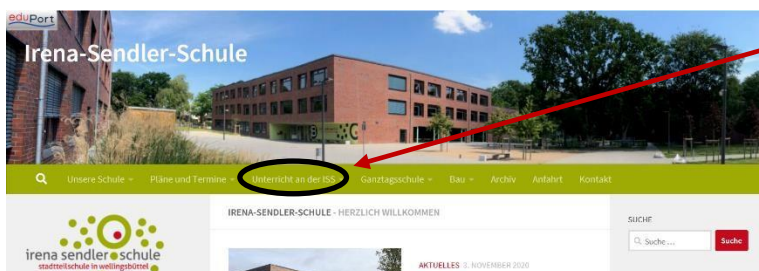 eduPort
Irena-Sendler-Schule
Unsere Schule
Pläne und Termine
Unterricht an der ISS
Ganztagsschule
Bau
Archiv
Anfahrt
Kontakt
IRENA-SENDLER-SCHULE - HERZLICH WILLKOMMEN
SUCHE
Suche …
Suche
irena sendler schule
stadtteilschule in wellingsbüttel
AKTUELLES 3. NOVEMBER 2020